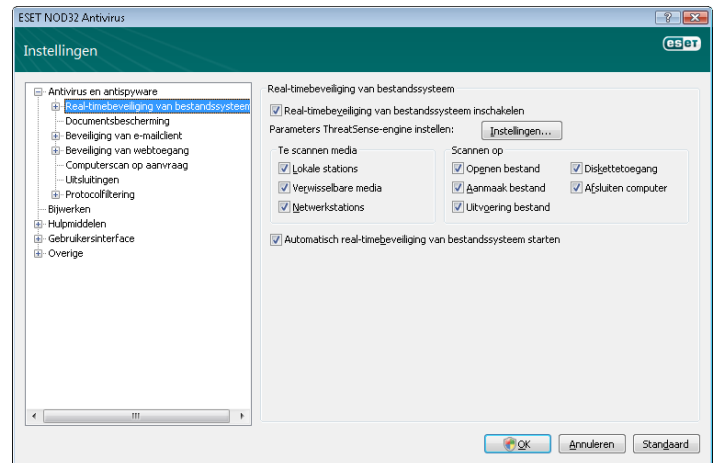 ESET NOD32 Antivirus
Instellingen
eseT
Antivirus en antispyware
Real-timebeveiliging van bestandssysteem
Documentsbescherming
Beveiliging van e-mailclient
Beveiliging van webtoegang
Computerscan op aanvraag
Uitsluitingen
Protocolfiltering
Bijwerken
Hulpmiddelen
Gebruikersinterface
Overige
Real-timebeveiliging van bestandssysteem
Real-timebeveiliging van bestandssysteem inschakelen
Parameters ThreatSense-engine instellen: Instellingen...
Te scannen media
Lokale stations
Verwisselbare media
Netwerkstations
Scannen op
Openen bestand Diskettetoegang
Aanmaak bestand Afsluiten computer
Uitvoering bestand
Automatisch real-timebeveiliging van bestandssysteem starten
OK Annuleren Standaard